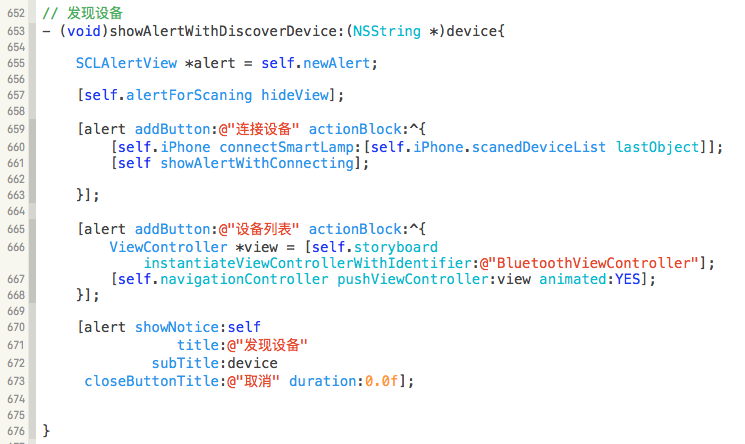 652 // 发现设备
653 - (void)showAlertWithDiscoverDevice:(NSString *)device{
654
655 SCLAlertView *alert = self.newAlert;
656
657 [self.alertForScaning hideView];
658
659 [alert addButton:@"连接设备" actionBlock:^{
660 [self.iPhone connectSmartLamp:[self.iPhone.scanedDeviceList lastObject]];
661 [self showAlertWithConnecting];
662
663 }];
664
665 [alert addButton:@"设备列表" actionBlock:^{
666 ViewController *view = [self.storyboard
instantiateViewControllerWithIdentifier:@"BluetoothViewController"];
667 [self.navigationController pushViewController:view animated:YES];
668 }];
669
670 [alert showNotice:self
671 title:@"发现设备"
672 subTitle:device
673 closeButtonTitle:@"取消" duration:0.0f];
674
675
676 }